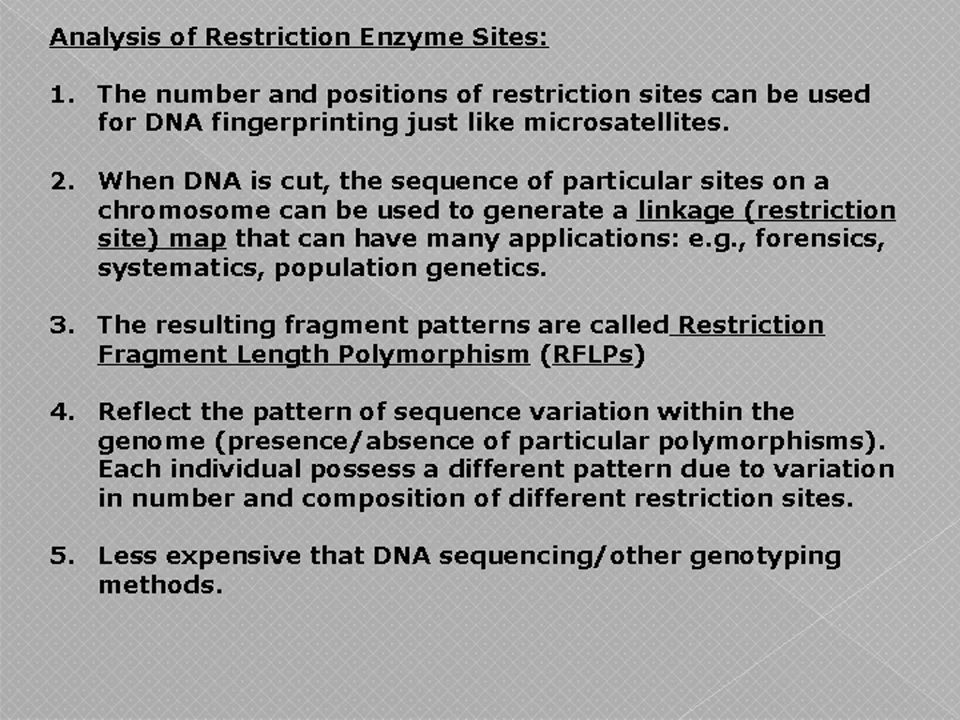 Analysis of Restriction Enzyme Sites:
1. The number and positions of restriction sites can be used
for DNA fingerprinting just like microsatellites.
2. When DNA is cut, the sequence of particular sites on a
chromosome can be used to generate a linkage (restriction
site) map that can have many applications: e.g., forensics,
systematics, population genetics.
3. The resulting fragment patterns are called Restriction
Fragment Length Polymorphism (RFLPs)
4. Reflect the pattern of sequence variation within the
genome (presence/absence of particular polymorphisms).
Each individual possess a different pattern due to variation
in number and composition of different restriction sites.
5. Less expensive that DNA sequencing/other genotyping
methods.